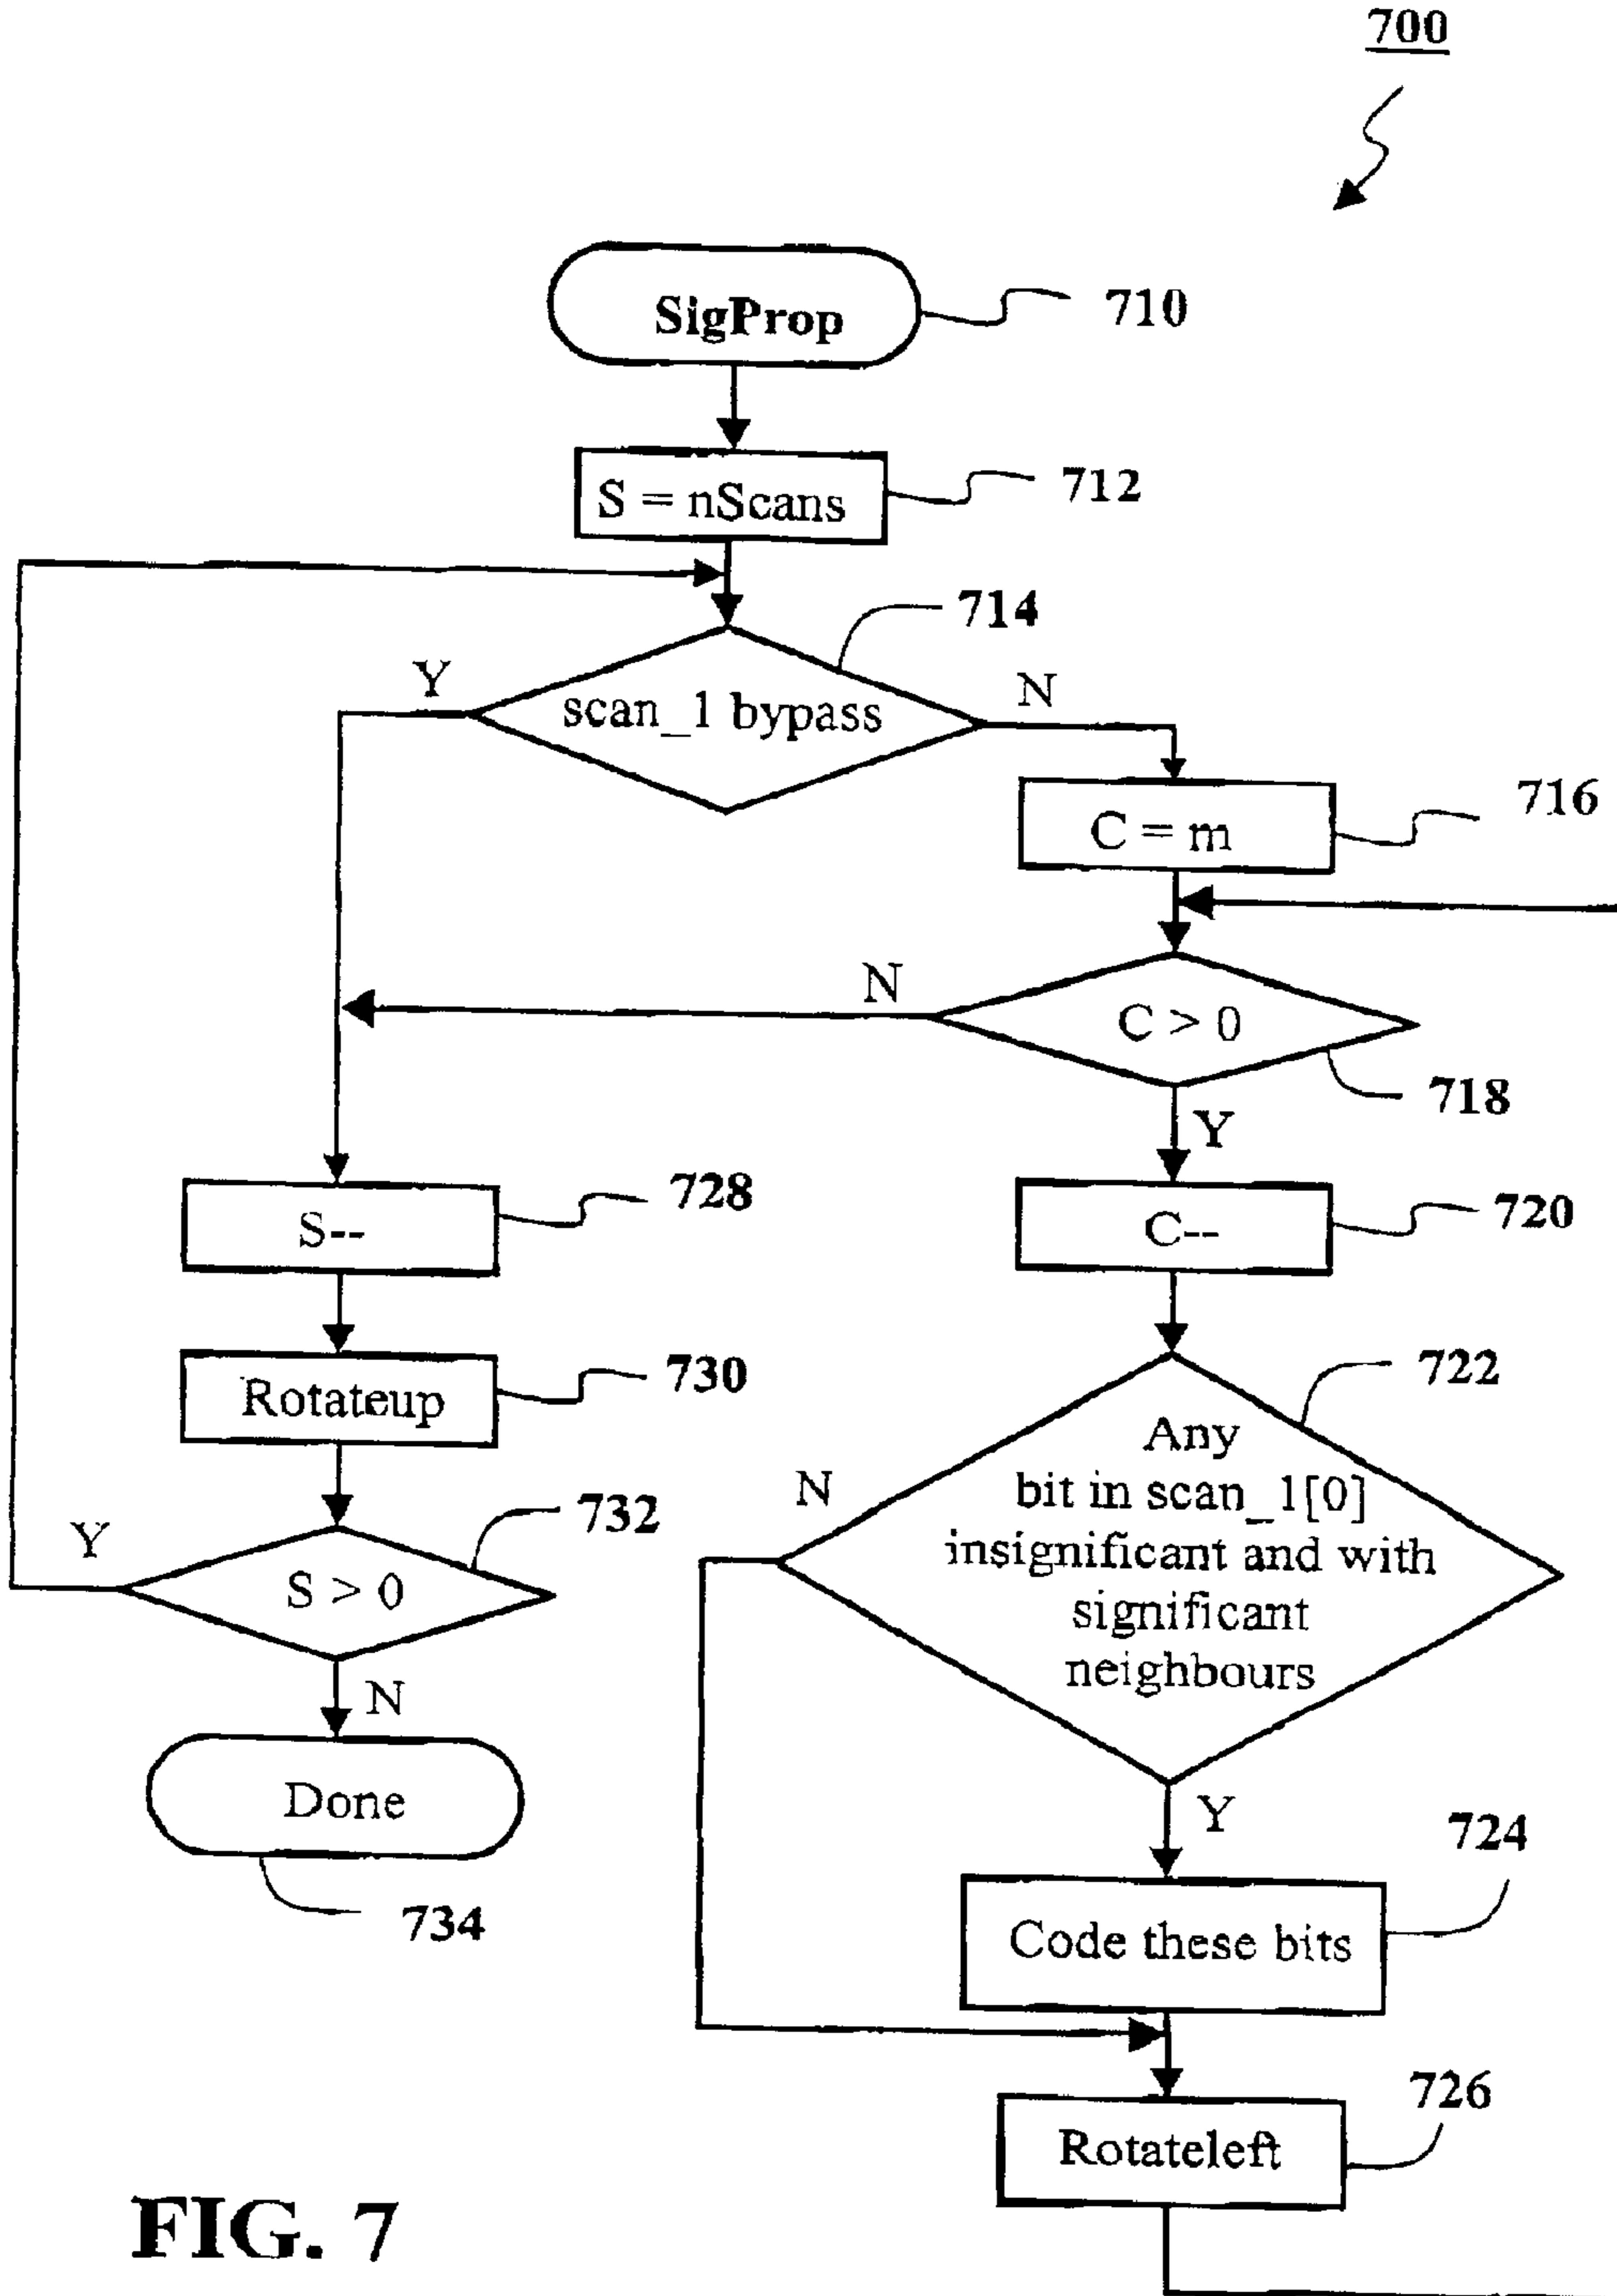 700
SigProp
710
S = nScans
712
714
Y
scan_1 bypass
N
C = m
716
N
C > 0
718
Y
S--
728
C--
720
Rotateup
730
722
Any
bit in scan_1[0]
insignificant and with
significant
neighbours
N
732
Y
S > 0
N
Done
734
Y
724
Code these bits
726
Rotateleft
FIG. 7